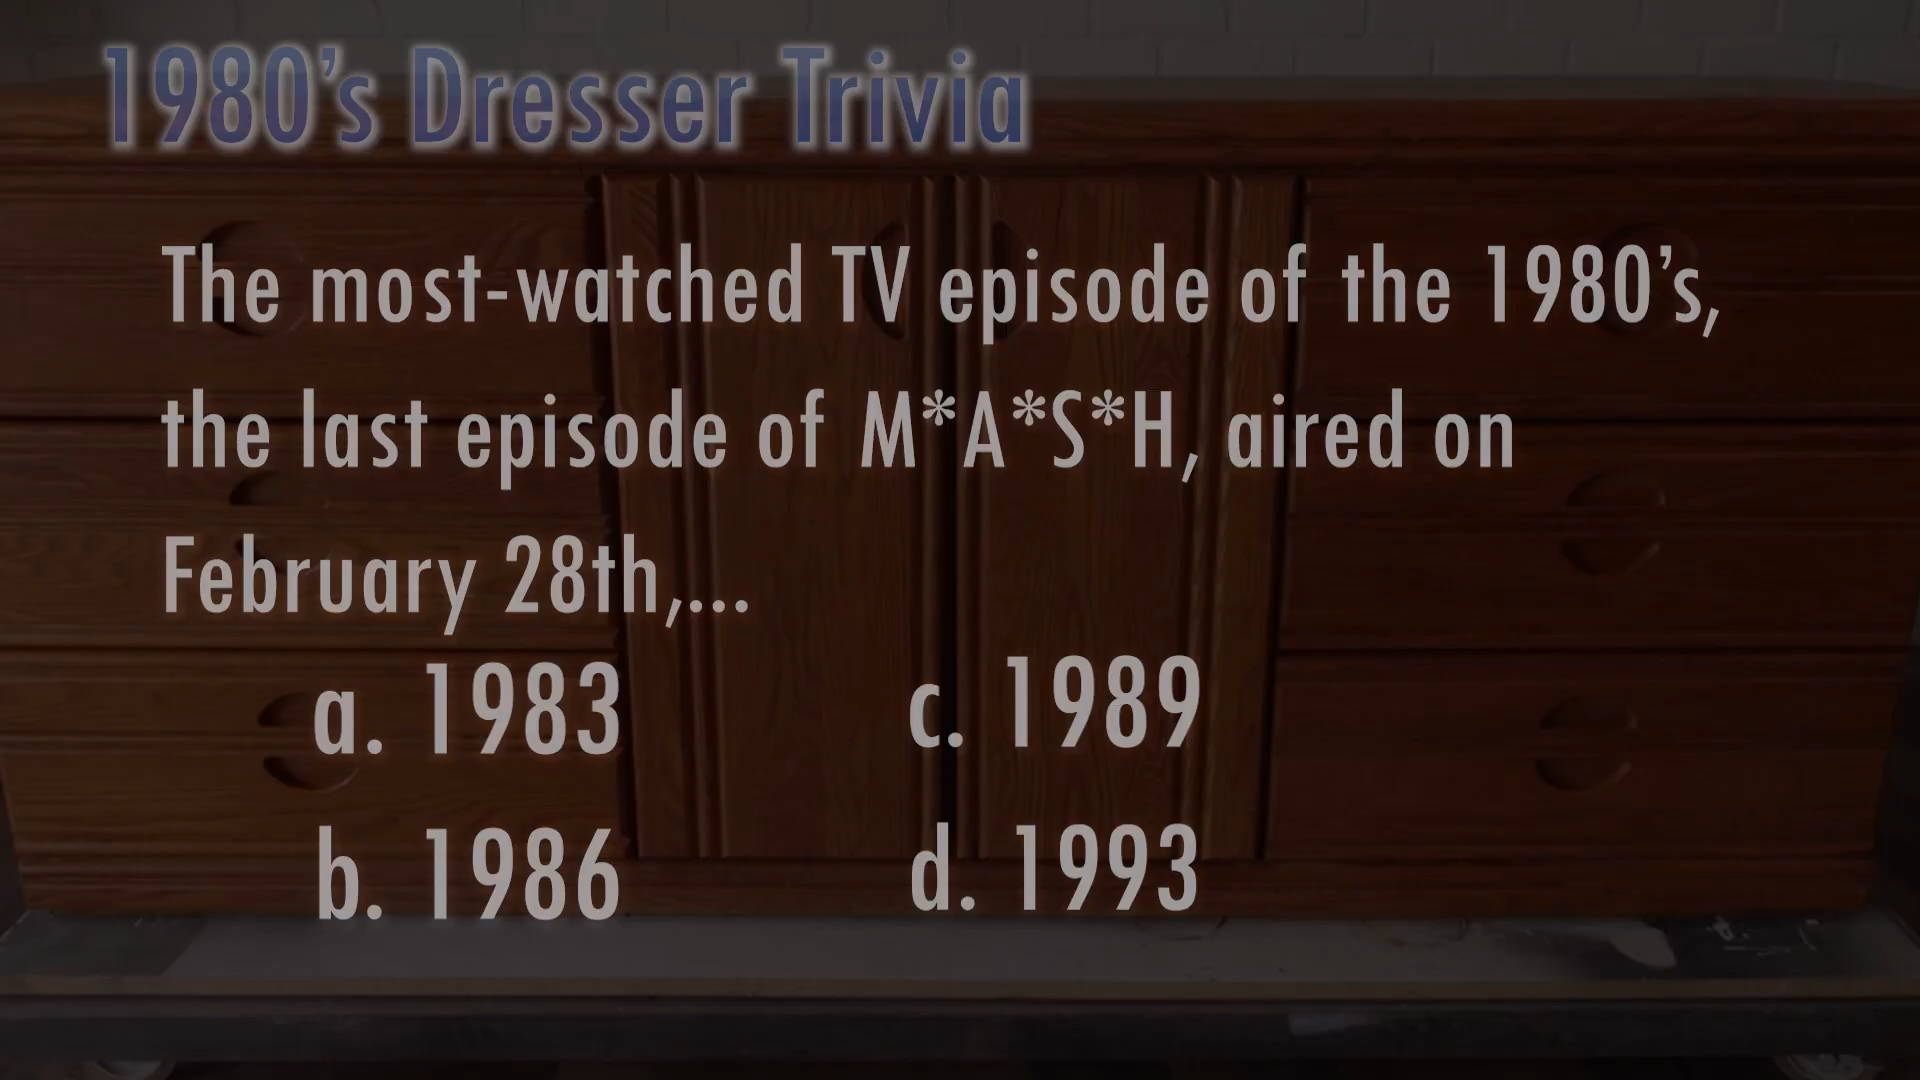 1980's Dresser Trivia
The most-watched TV episode of the 1980's,
the last episode of M*A*S*H, aired on
February 28th,...
a. 1983
c. 1989
b. 1986
d. 1993